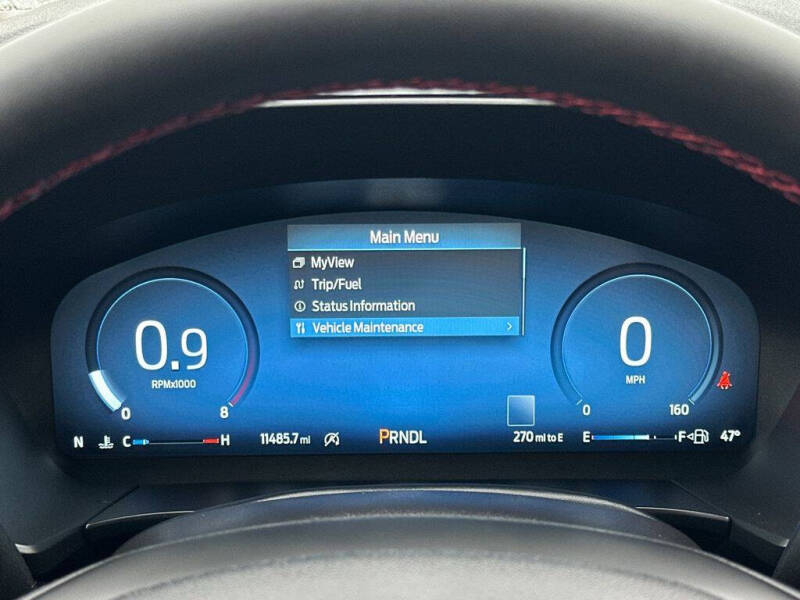 Main Menu
MyView
Trip/Fuel
Status Information
Vehicle Maintenance
0.9
RPMx1000
0 8
0
MPH
0 160
N C H 11485.7 mi PRNDL 270 mi to E E F 47°